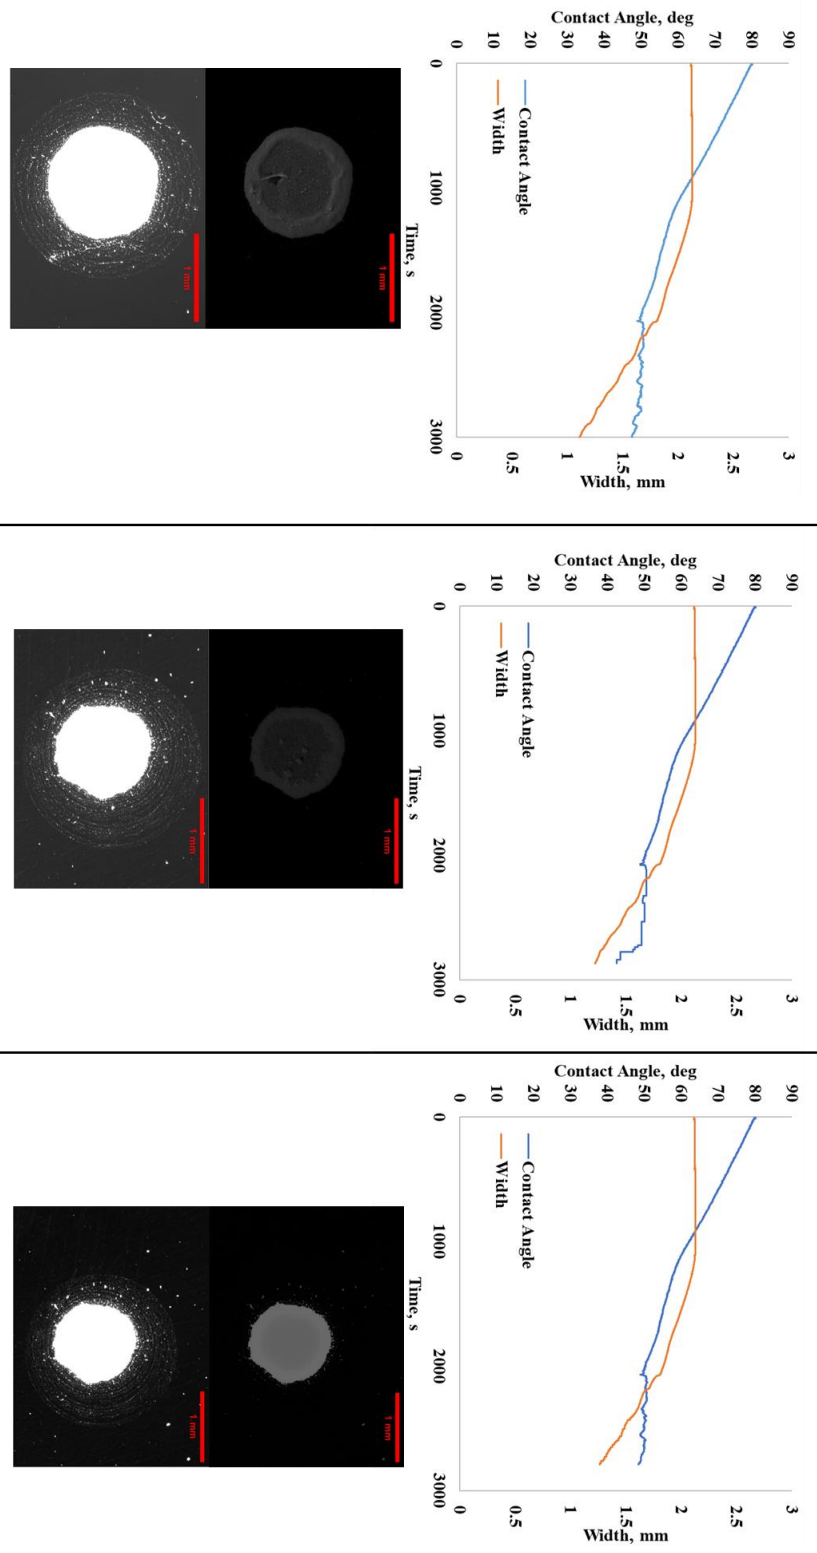 Contact Angle, deg
0 10 20 30 40 50 60 70 80 90
0 1000 2000 3000
Contact Angle
Width
0 0.5 1 1.5 2 2.5 3
Width, mm
Time, s
1 mm
1 mm
Contact Angle, deg
0 10 20 30 40 50 60 70 80 90
0 1000 2000 3000
Contact Angle
Width
0 0.5 1 1.5 2 2.5 3
Width, mm
Time, s
1 mm
1 mm
Contact Angle, deg
0 10 20 30 40 50 60 70 80 90
0 1000 2000 3000
Contact Angle
Width
0 0.5 1 1.5 2 2.5 3
Width, mm
Time, s
1 mm
1 mm